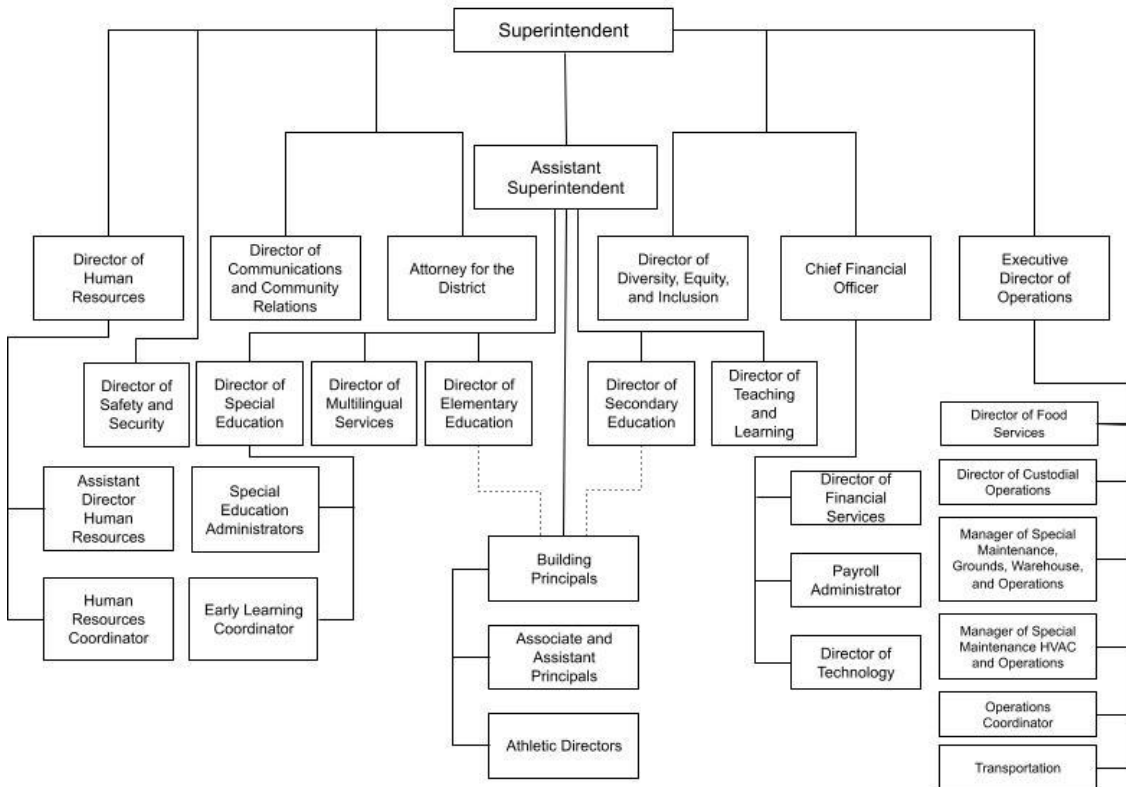 Superintendent
Assistant
Superintendent
Director of
Human
Resources
Director of
Communications
and Community
Relations
Attorney for the
District
Director of
Diversity, Equity,
and Inclusion
Chief Financial
Officer
Executive
Director of
Operations
Director of
Safety and
Security
Director of
Special
Education
Director of
Multilingual
Services
Director of
Elementary
Education
Director of
Secondary
Education
Director of
Teaching
and
Learning
Director of Food
Services
Assistant
Director
Human
Resources
Special
Education
Administrators
Director of
Financial
Services
Director of Custodial
Operations
Building
Principals
Payroll
Administrator
Manager of Special
Maintenance,
Grounds, Warehouse,
and Operations
Human
Resources
Coordinator
Early Learning
Coordinator
Associate and
Assistant
Principals
Director of
Technology
Manager of Special
Maintenance HVAC
and Operations
Operations
Coordinator
Athletic Directors
Transportation